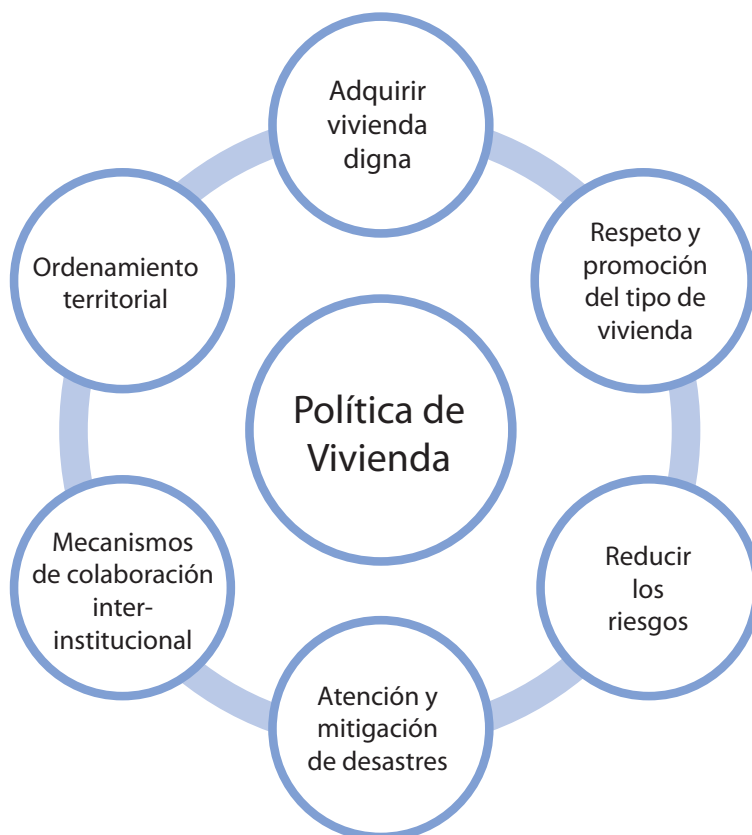 Adquirir
vivienda
digna
Respeto y
promoción
del tipo de
vivienda
Reducir
los
riesgos
Atención y
mitigación
de desastres
Mecanismos
de colaboración
inter-
institucional
Ordenamiento
territorial
Política de
Vivienda